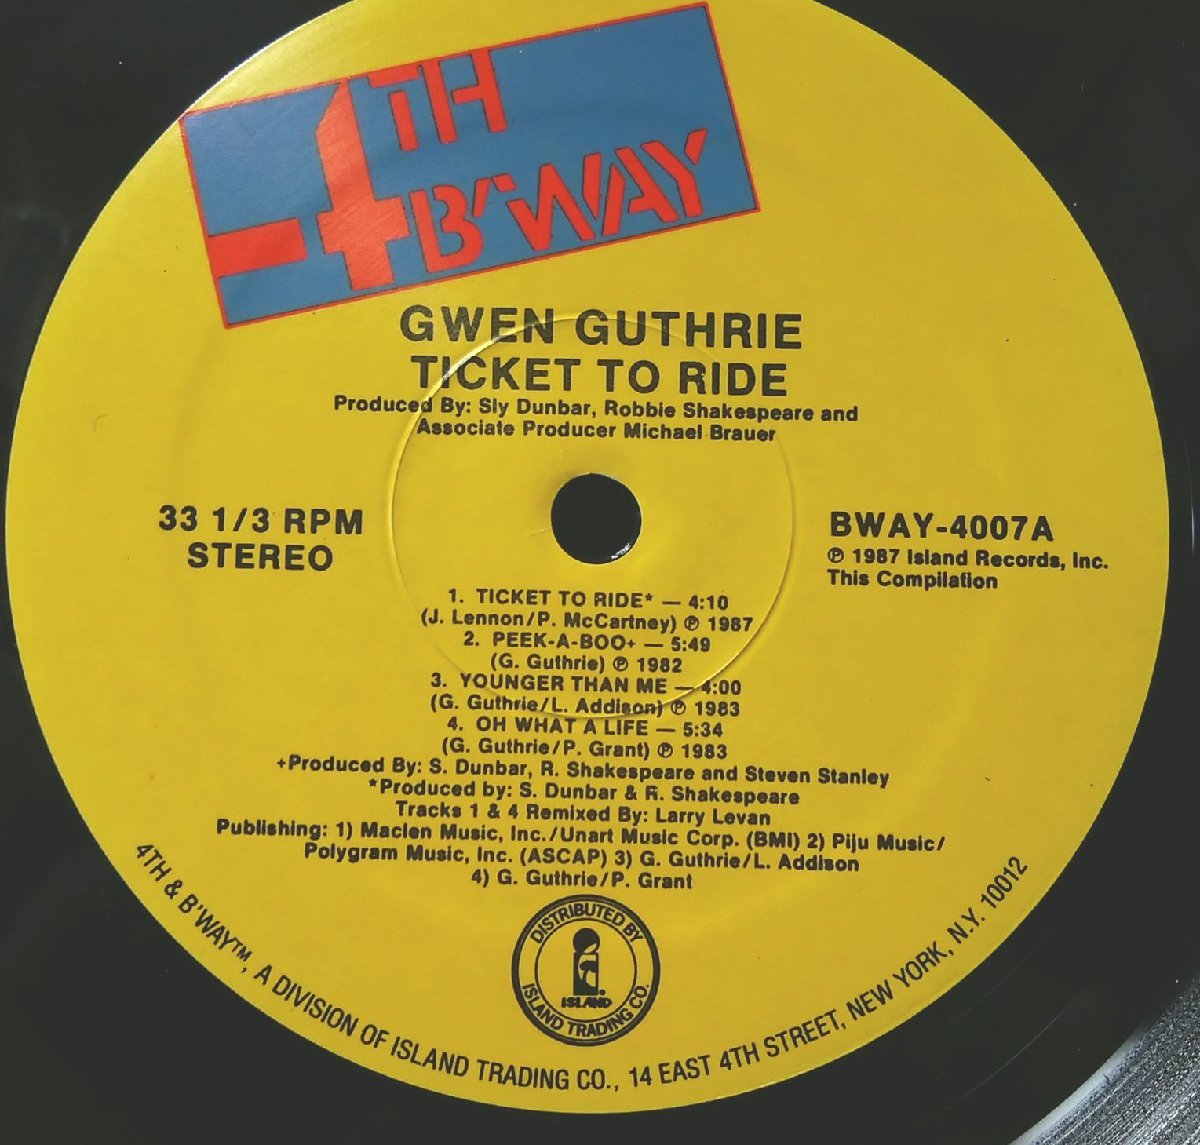 4TH
B'WAY
GWEN GUTHRIE
TICKET TO RIDE
Produced By: Sly Dunbar, Robbie Shakespeare and
Associate Producer Michael Brauer
33 1/3 RPM
STEREO
BWAY-4007A
℗ 1987 Island Records, Inc.
This Compilation
1. TICKET TO RIDE* — 4:10
(J. Lennon/P. McCartney) ℗ 1987
2. PEEK-A-BOO+ — 5:49
(G. Guthrie) ℗ 1982
3. YOUNGER THAN ME — 4:00
(G. Guthrie/L. Addison) ℗ 1983
4. OH WHAT A LIFE — 5:34
(G. Guthrie/P. Grant) ℗ 1983
+Produced By: S. Dunbar, R. Shakespeare and Steven Stanley
*Produced by: S. Dunbar & R. Shakespeare
Tracks 1 & 4 Remixed By: Larry Levan
Publishing: 1) Maclen Music, Inc./Unart Music Corp. (BMI) 2) Piju Music/
Polygram Music, Inc. (ASCAP) 3) G. Guthrie/L. Addison
4) G. Guthrie/P. Grant
DISTRIBUTED BY
ISLAND
ISLAND TRADING CO.
4TH & B'WAY™, A DIVISION OF ISLAND TRADING CO., 14 EAST 4TH STREET, NEW YORK, N.Y. 10012